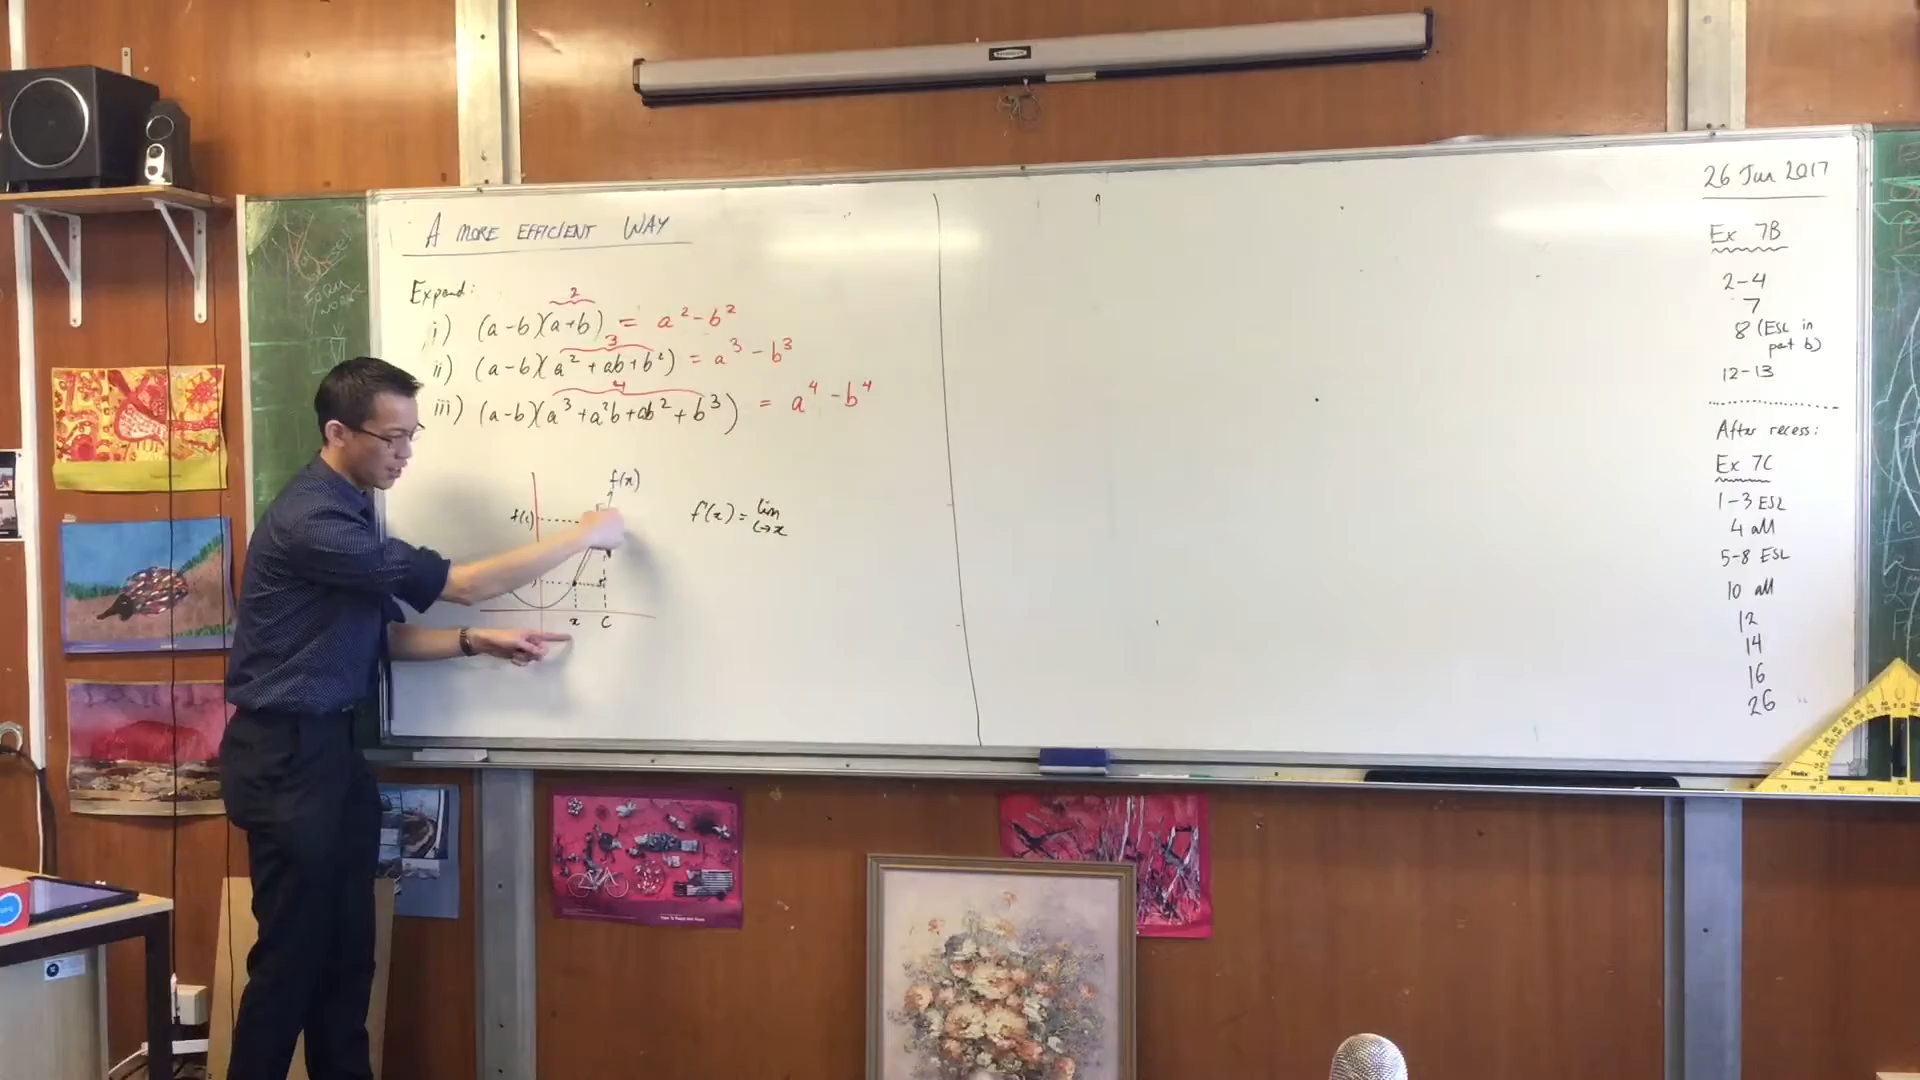 A MORE EFFICIENT WAY
Expand:
2
i) (a-b)(a+b) = a² - b²
3
ii) (a-b)(a² + ab + b²) = a³ - b³
4
iii) (a-b)(a³ + a²b + ab² + b³) = a⁴ - b⁴
f(x)
f(c)
x C
f'(x) = lim
c→x
26 Jun 2017
Ex 7B
2-4
7
8 (ESL in
part b)
12-13
After recess:
Ex 7C
1-3 ESL
4 all
5-8 ESL
10 all
12
14
16
26